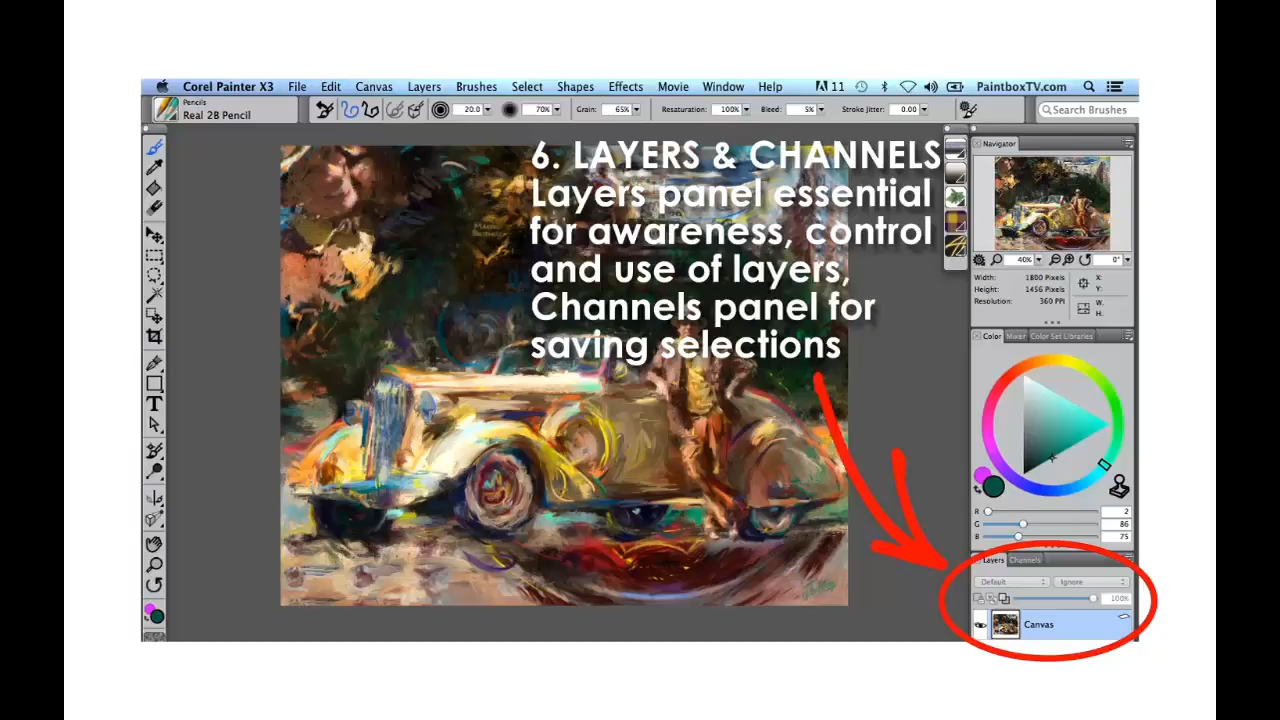 Corel Painter X3 File Edit Canvas Layers Brushes Select Shapes Effects Movie Window Help 11 PaintboxTV.com
Pencils
Real 2B Pencil
20.0 70% Grain: 65% Resaturation: 100% Bleed: 5% Stroke Jitter: 0.00 Search Brushes
6. LAYERS & CHANNELS
Layers panel essential
for awareness, control
and use of layers,
Channels panel for
saving selections
Navigator
40% 0°
Width: 1800 Pixels X:
Height: 1456 Pixels Y:
Resolution: 360 PPI W:
H:
Color Mixer Color Set Libraries
R 2
G 86
B 75
Layers Channels
Default Ignore
100%
Canvas